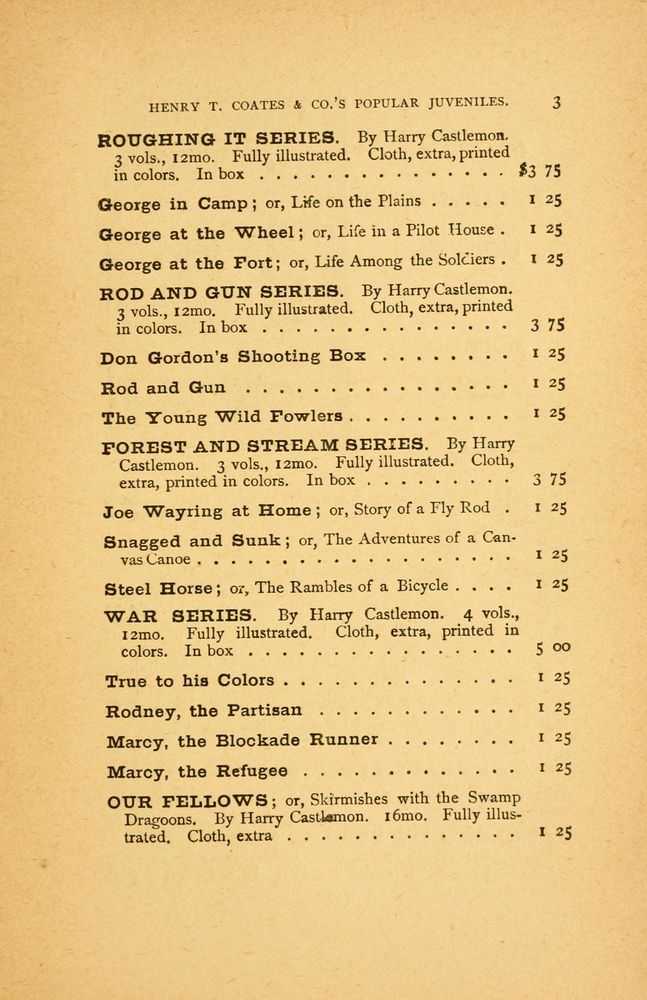 HENRY T. COATES & CO.'S POPULAR JUVENILES. 3
ROUGHING IT SERIES. By Harry Castlemon.
3 vols., 12mo. Fully illustrated. Cloth, extra, printed
in colors. In box . . . . . . . . . . . . . . . $3 75
George in Camp; or, Life on the Plains . . . . . 1 25
George at the Wheel; or, Life in a Pilot House . 1 25
George at the Fort; or, Life Among the Soldiers . 1 25
ROD AND GUN SERIES. By Harry Castlemon.
3 vols., 12mo. Fully illustrated. Cloth, extra, printed
in colors. In box . . . . . . . . . . . . . . . . 3 75
Don Gordon's Shooting Box . . . . . . . . 1 25
Rod and Gun . . . . . . . . . . . . . . . . 1 25
The Young Wild Fowlers . . . . . . . . . . 1 25
FOREST AND STREAM SERIES. By Harry
Castlemon. 3 vols., 12mo. Fully illustrated. Cloth,
extra, printed in colors. In box . . . . . . . . . 3 75
Joe Wayring at Home; or, Story of a Fly Rod . 1 25
Snagged and Sunk; or, The Adventures of a Can-
vas Canoe . . . . . . . . . . . . . . . . . . 1 25
Steel Horse; or, The Rambles of a Bicycle . . . . 1 25
WAR SERIES. By Harry Castlemon. 4 vols.,
12mo. Fully illustrated. Cloth, extra, printed in
colors. In box . . . . . . . . . . . . . . . . 5 00
True to his Colors . . . . . . . . . . . . . . 1 25
Rodney, the Partisan . . . . . . . . . . . . 1 25
Marcy, the Blockade Runner . . . . . . . . 1 25
Marcy, the Refugee . . . . . . . . . . . . . 1 25
OUR FELLOWS; or, Skirmishes with the Swamp
Dragoons. By Harry Castlemon. 16mo. Fully illus-
trated. Cloth, extra . . . . . . . . . . . . . . 1 25